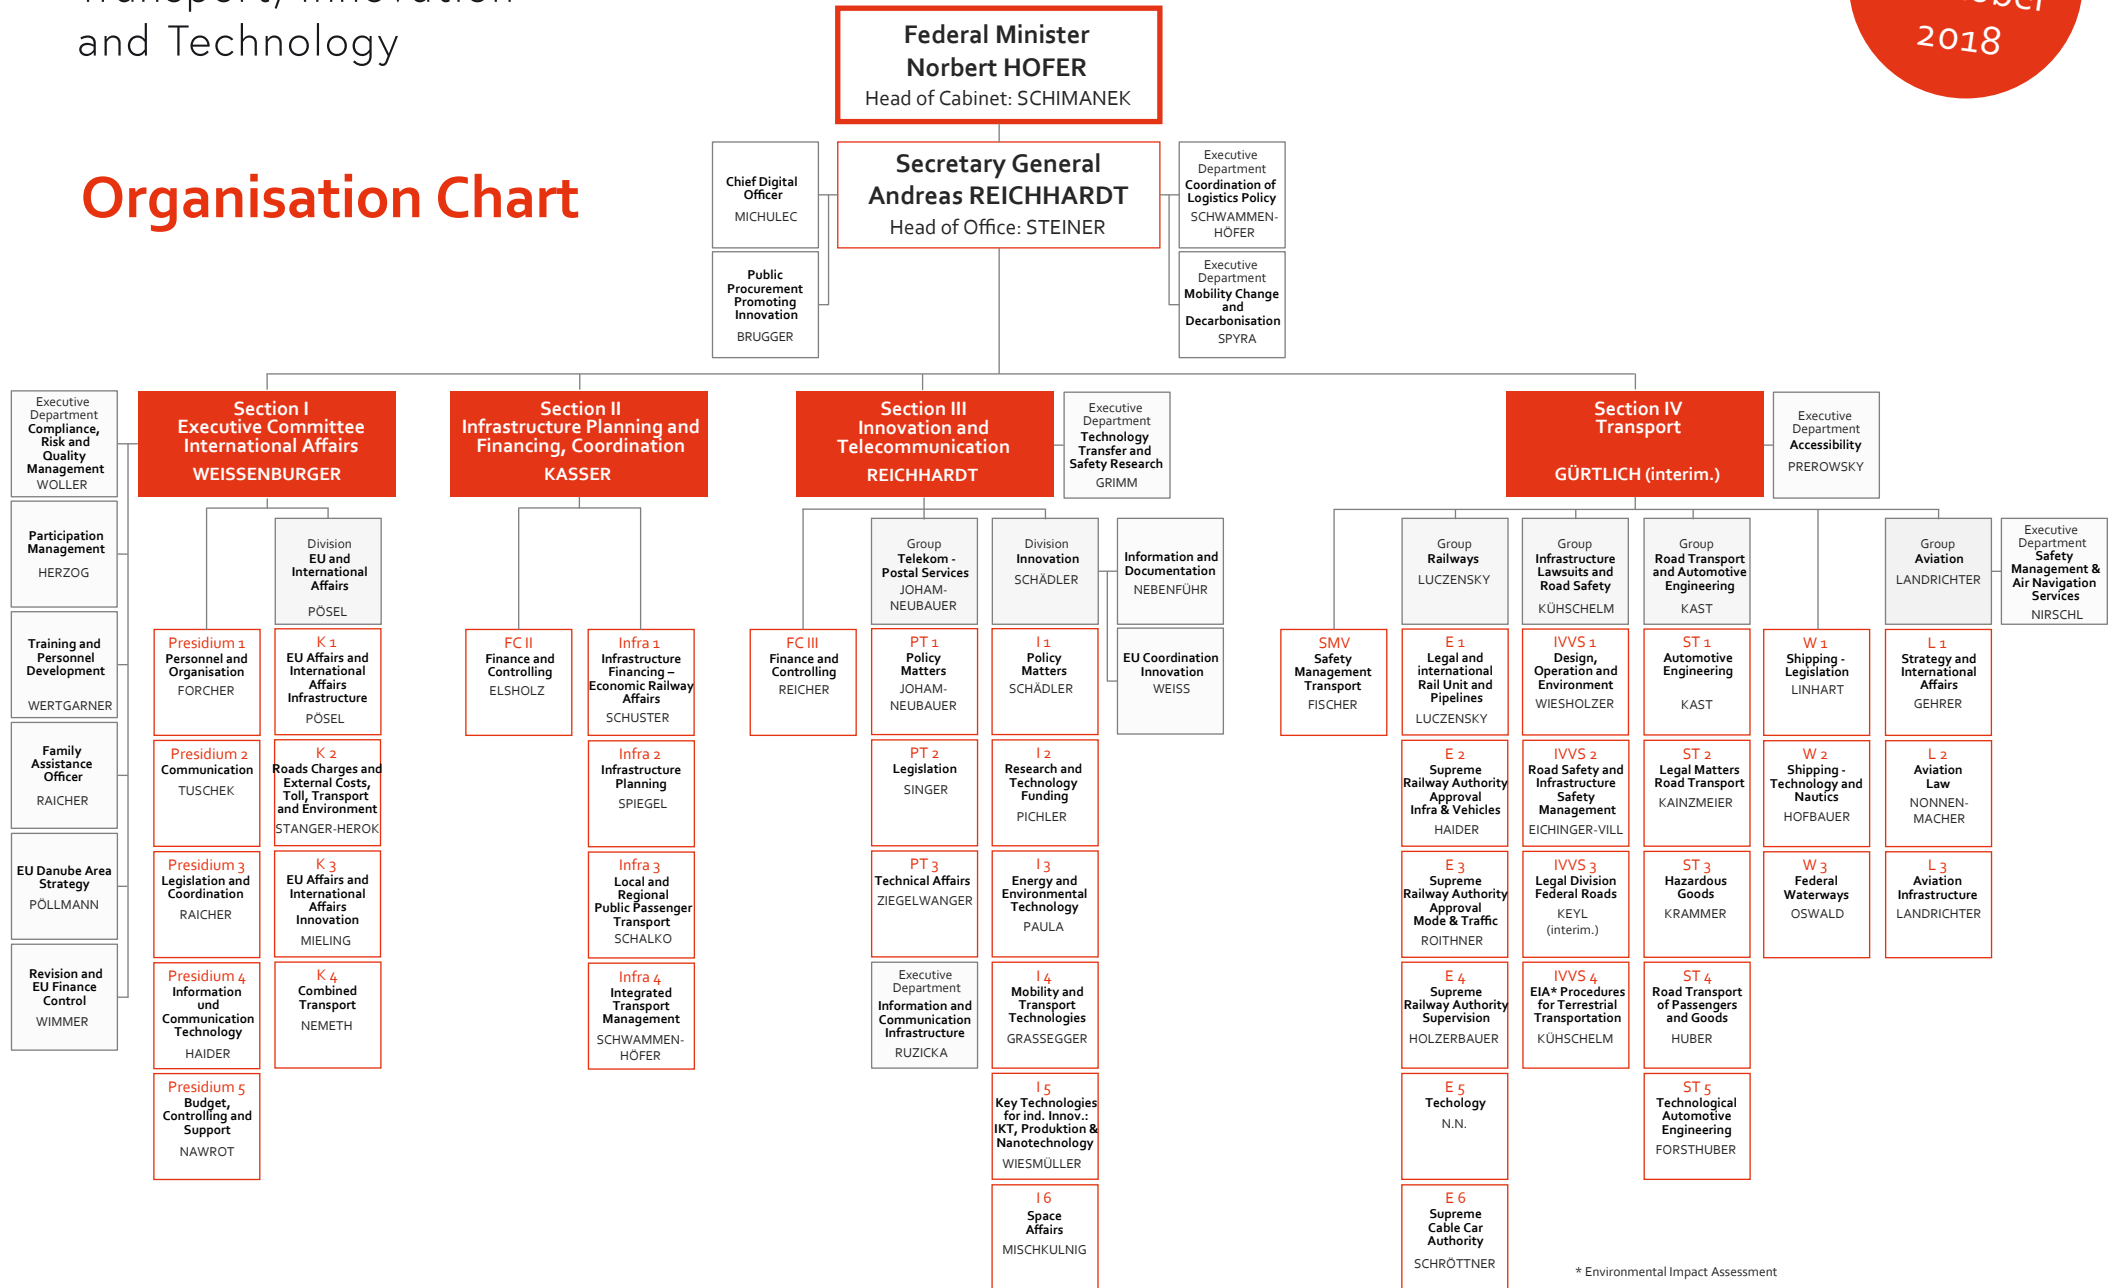 and Technology
2018
Organisation Chart
Federal Minister
Norbert HOFER
Head of Cabinet: SCHIMANEK
Secretary General
Andreas REICHHARDT
Head of Office: STEINER
Chief Digital
Officer
MICHULEC
Public
Procurement
Promoting
Innovation
BRUGGER
Executive
Department
Coordination of
Logistics Policy
SCHWAMMEN-
HÖFER
Executive
Department
Mobility Change
and
Decarbonisation
SPYRA
Executive
Department
Compliance,
Risk and
Quality
Management
WOLLER
Participation
Management
HERZOG
Training and
Personnel
Development
WERTGARNER
Family
Assistance
Officer
RAICHER
EU Danube Area
Strategy
PÖLLMANN
Revision and
EU Finance
Control
WIMMER
Section I
Executive Committee
International Affairs
WEISSENBURGER
Presidium 1
Personnel and
Organisation
FORCHER
Presidium 2
Communication
TUSCHEK
Presidium 3
Legislation and
Coordination
RAICHER
Presidium 4
Information
und
Communication
Technology
HAIDER
Presidium 5
Budget,
Controlling and
Support
NAWROT
Division
EU and
International
Affairs
PÖSEL
K 1
EU Affairs and
International
Affairs
Infrastructure
PÖSEL
K 2
Roads Charges and
External Costs,
Toll, Transport
and Environment
STANGER-HEROK
K 3
EU Affairs and
International
Affairs
Innovation
MIELING
K 4
Combined
Transport
NEMETH
Section II
Infrastructure Planning and
Financing, Coordination
KASSER
FC II
Finance and
Controlling
ELSHOLZ
Infra 1
Infrastructure
Financing –
Economic Railway
Affairs
SCHUSTER
Infra 2
Infrastructure
Planning
SPIEGEL
Infra 3
Local and
Regional
Public Passenger
Transport
SCHALKO
Infra 4
Integrated
Transport
Management
SCHWAMMEN-
HÖFER
Section III
Innovation and
Telecommunication
REICHHARDT
Executive
Department
Technology
Transfer and
Safety Research
GRIMM
FC III
Finance and
Controlling
REICHER
Group
Telekom -
Postal Services
JOHAM-
NEUBAUER
PT 1
Policy
Matters
JOHAM-
NEUBAUER
PT 2
Legislation
SINGER
PT 3
Technical Affairs
ZIEGELWANGER
Executive
Department
Information and
Communication
Infrastructure
RUZICKA
Division
Innovation
SCHÄDLER
Information and
Documentation
NEBENFÜHR
EU Coordination
Innovation
WEISS
I 1
Policy
Matters
SCHÄDLER
I 2
Research and
Technology
Funding
PICHLER
I 3
Energy and
Environmental
Technology
PAULA
I 4
Mobility and
Transport
Technologies
GRASSEGGER
I 5
Key Technologies
for ind. Innov.:
IKT, Produktion &
Nanotechnology
WIESMÜLLER
I 6
Space
Affairs
MISCHKULNIG
Section IV
Transport
GÜRTLICH (interim.)
Executive
Department
Accessibility
PREROWSKY
SMV
Safety
Management
Transport
FISCHER
Group
Railways
LUCZENSKY
E 1
Legal and
international
Rail Unit and
Pipelines
LUCZENSKY
E 2
Supreme
Railway Authority
Approval
Infra & Vehicles
HAIDER
E 3
Supreme
Railway Authority
Approval
Mode & Traffic
ROITHNER
E 4
Supreme
Railway Authority
Supervision
HOLZERBAUER
E 5
Techology
N.N.
E 6
Supreme
Cable Car
Authority
SCHRÖTTNER
Group
Infrastructure
Lawsuits and
Road Safety
KÜHSCHELM
IVVS 1
Design,
Operation and
Environment
WIESHOLZER
IVVS 2
Road Safety and
Infrastructure
Safety
Management
EICHINGER-VILL
IVVS 3
Legal Division
Federal Roads
KEYL
(interim.)
IVVS 4
EIA* Procedures
for Terrestrial
Transportation
KÜHSCHELM
Group
Road Transport
and Automotive
Engineering
KAST
ST 1
Automotive
Engineering
KAST
ST 2
Legal Matters
Road Transport
KAINZMEIER
ST 3
Hazardous
Goods
KRAMMER
ST 4
Road Transport
of Passengers
and Goods
HUBER
ST 5
Technological
Automotive
Engineering
FORSTHUBER
W 1
Shipping -
Legislation
LINHART
W 2
Shipping -
Technology and
Nautics
HOFBAUER
W 3
Federal
Waterways
OSWALD
Group
Aviation
LANDRICHTER
Executive
Department
Safety
Management &
Air Navigation
Services
NIRSCHL
L 1
Strategy and
International
Affairs
GEHRER
L 2
Aviation
Law
NONNEN-
MACHER
L 3
Aviation
Infrastructure
LANDRICHTER
* Environmental Impact Assessment